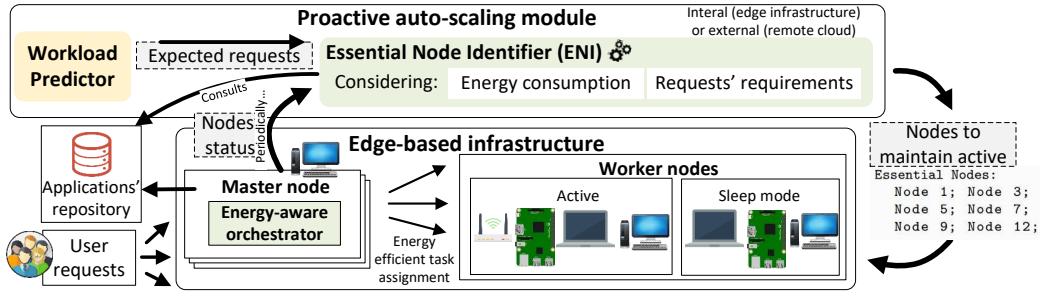 Proactive auto-scaling module
Interal (edge infrastructure)
or external (remote cloud)
Workload
Predictor
Expected requests
Essential Node Identifier (ENI)
Considering:
Energy consumption
Requests' requirements
Consults
Nodes
status
Periodically...
Nodes to
maintain active
Essential Nodes:
Node 1; Node 3;
Node 5; Node 7;
Node 9; Node 12;
Applications'
repository
User
requests
Edge-based infrastructure
Master node
Energy-aware
orchestrator
Energy
efficient task
assignment
Worker nodes
Active
Sleep mode